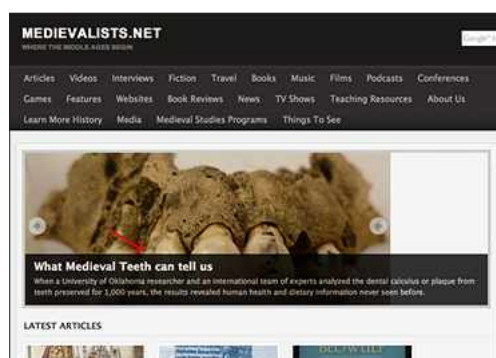 MEDIEVALISTS.NET
WHERE THE MIDDLE AGES BEGIN
Google
Articles Videos Interviews Fiction Travel Books Music Films Podcasts Conferences
Games Features Websites Book Reviews News TV Shows Teaching Resources About Us
Learn More History Media Medieval Studies Programs Things To See
What Medieval Teeth can tell us
When a University of Oklahoma researcher and an international team of experts analyzed the dental calculus or plaque from
teeth preserved for 1,000 years, the results revealed human health and dietary information never seen before.
LATEST ARTICLES
BEOWULF